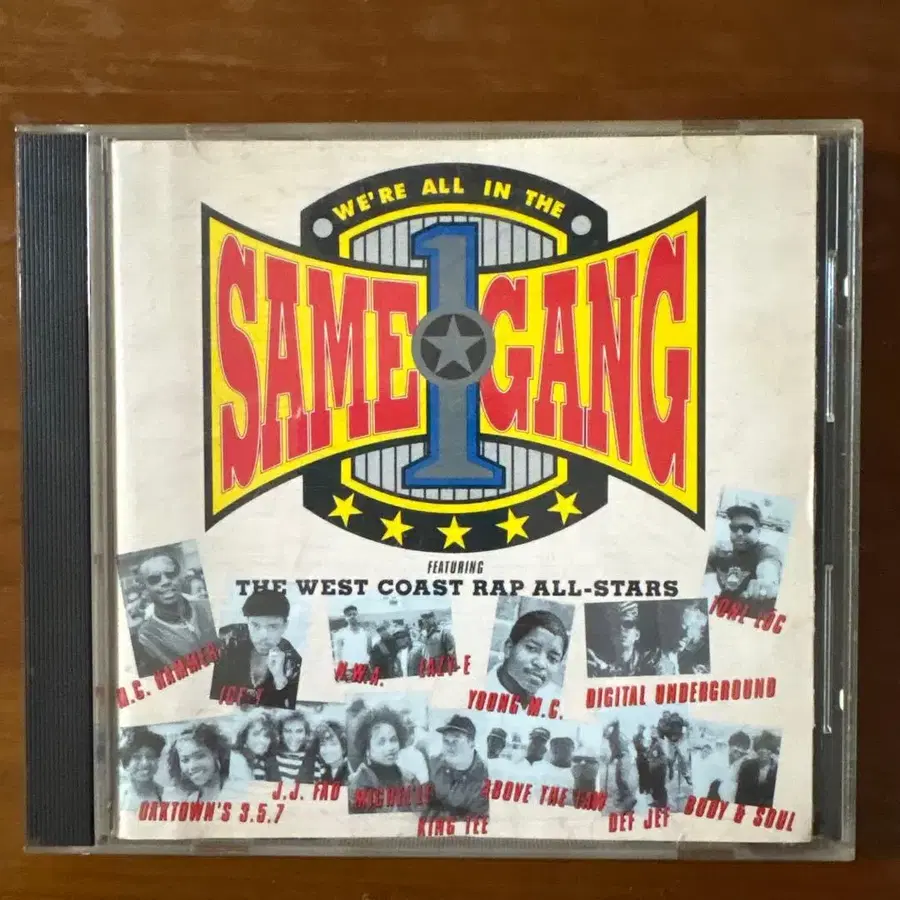 WE'RE ALL IN THE
SAME 1 GANG
FEATURING
THE WEST COAST RAP ALL-STARS
TONE LOC
M.C. HAMMER
ICE-T
N.W.A.
EAZY-E
YOUNG M.C.
DIGITAL UNDERGROUND
OAKTOWN'S 3.5.7
J.J. FAD
MICHEL'LE
KING TEE
ABOVE THE LAW
DEF JEF
BODY & SOUL